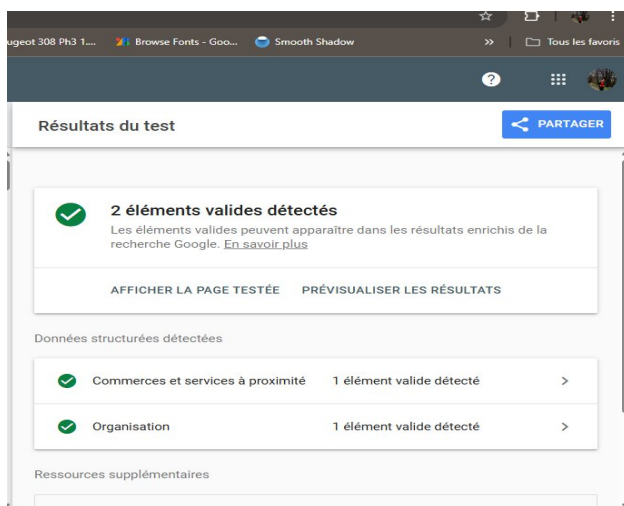 ugeot 308 Ph3 1.... Browse Fonts - Goo... Smooth Shadow » Tous les favoris
?
Résultats du test PARTAGER
2 éléments valides détectés
Les éléments valides peuvent apparaître dans les résultats enrichis de la
recherche Google. En savoir plus
AFFICHER LA PAGE TESTÉE PRÉVISUALISER LES RÉSULTATS
Données structurées détectées
Commerces et services à proximité 1 élément valide détecté >
Organisation 1 élément valide détecté >
Ressources supplémentaires